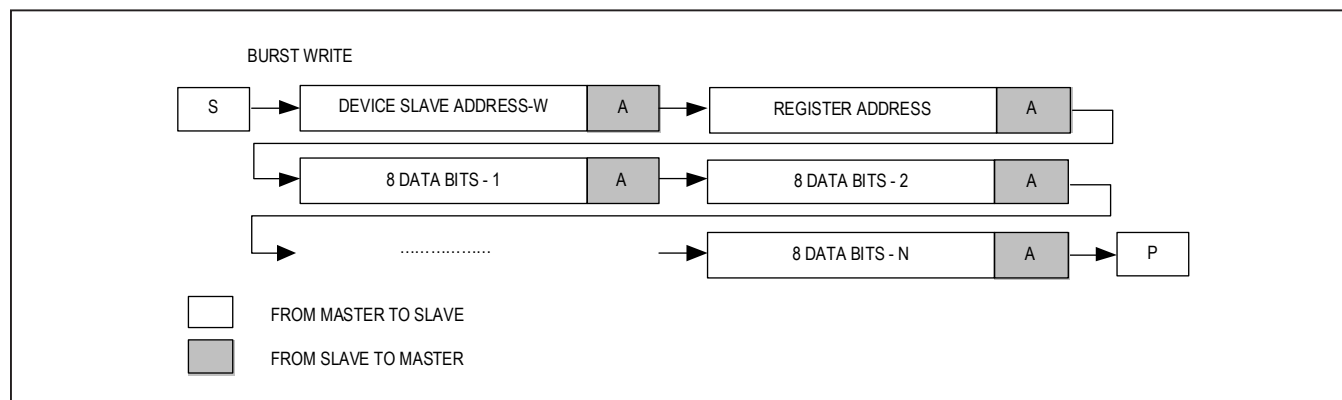 BURST WRITE
S DEVICE SLAVE ADDRESS-W A REGISTER ADDRESS A
8 DATA BITS - 1 A 8 DATA BITS - 2 A
.................. 8 DATA BITS - N A P
FROM MASTER TO SLAVE
FROM SLAVE TO MASTER